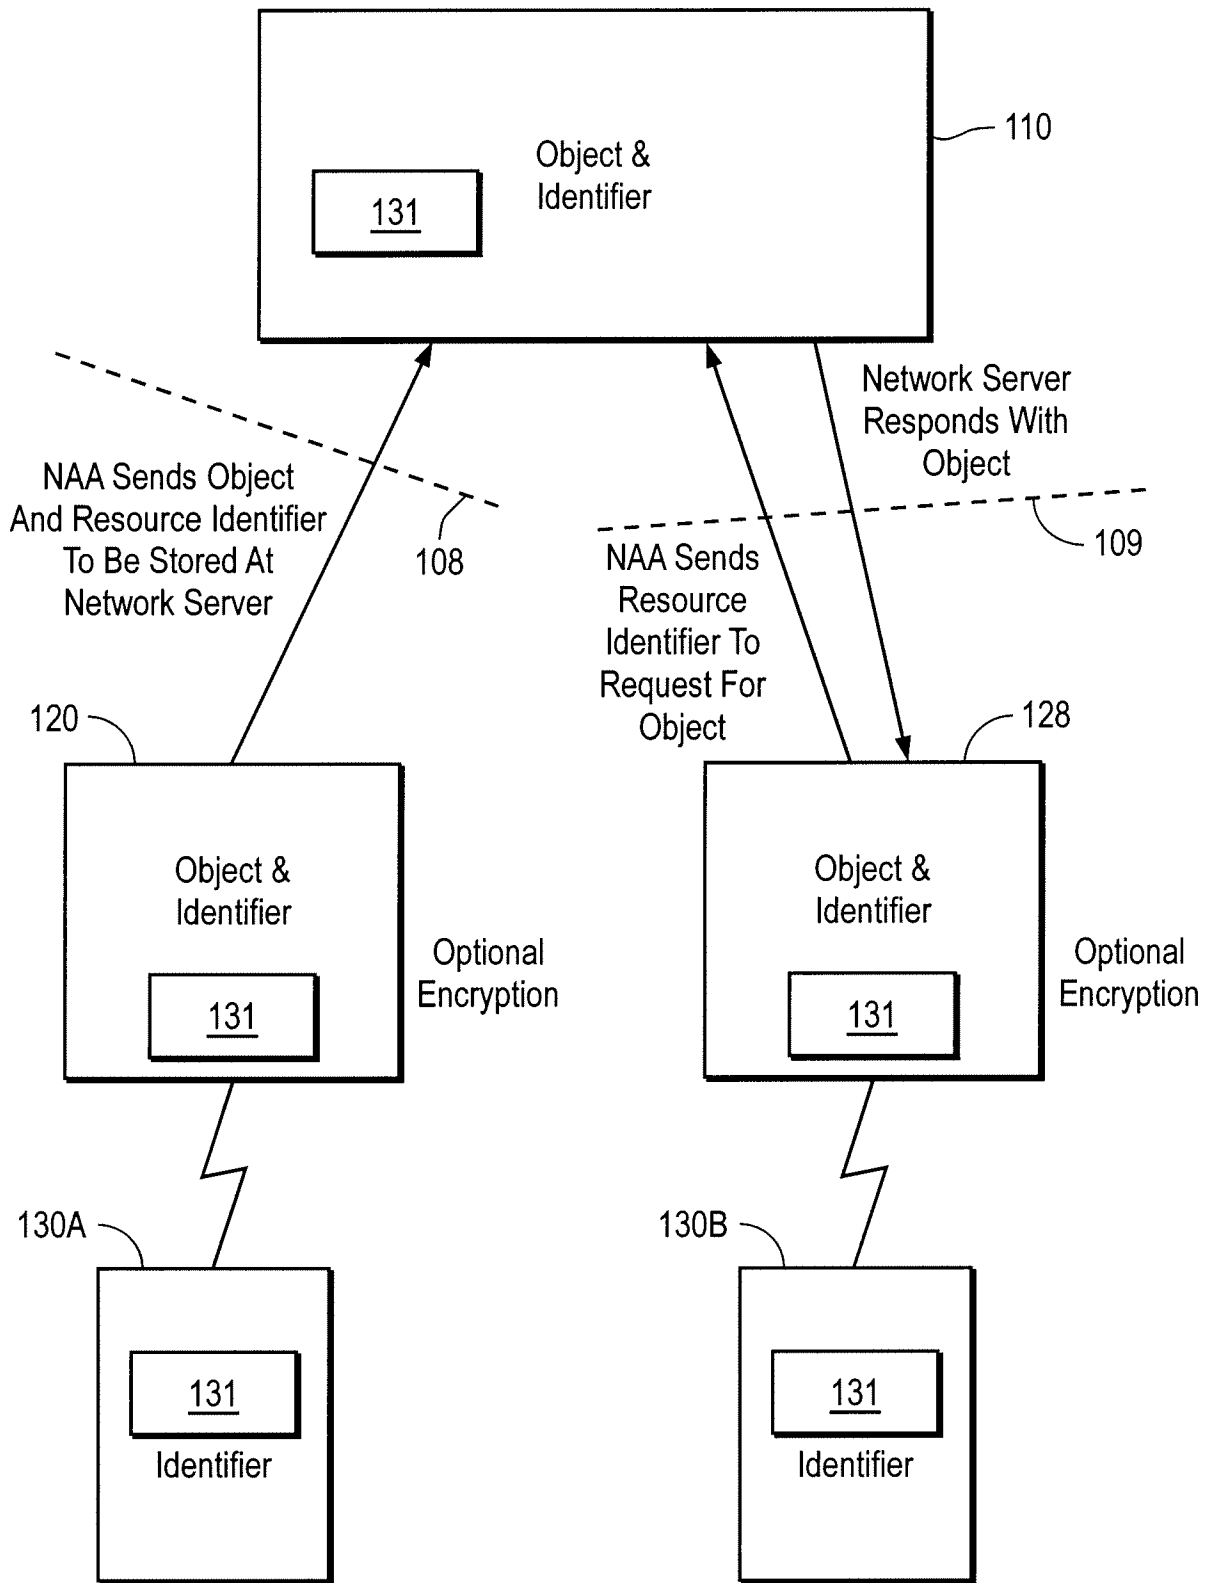 110
Object &
Identifier
131
Network Server
Responds With
Object
NAA Sends Object
And Resource Identifier
To Be Stored At
Network Server
108
109
NAA Sends
Resource
Identifier To
Request For
Object
120
128
Object &
Identifier
131
Optional
Encryption
Object &
Identifier
131
Optional
Encryption
130A
131
Identifier
130B
131
Identifier